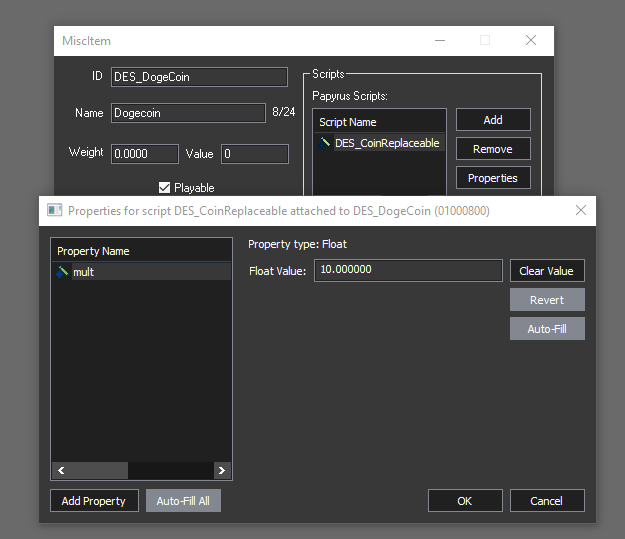 MiscItem
ID DES_DogeCoin
Name Dogecoin 8/24
Weight 0.0000 Value 0
Playable
Scripts
Papyrus Scripts:
Script Name
DES_CoinReplaceable
Add
Remove
Properties
Properties for script DES_CoinReplaceable attached to DES_DogeCoin (01000800)
Property Name
mult
Property type: Float
Float Value: 10.000000
Clear Value
Revert
Auto-Fill
Add Property
Auto-Fill All
OK
Cancel